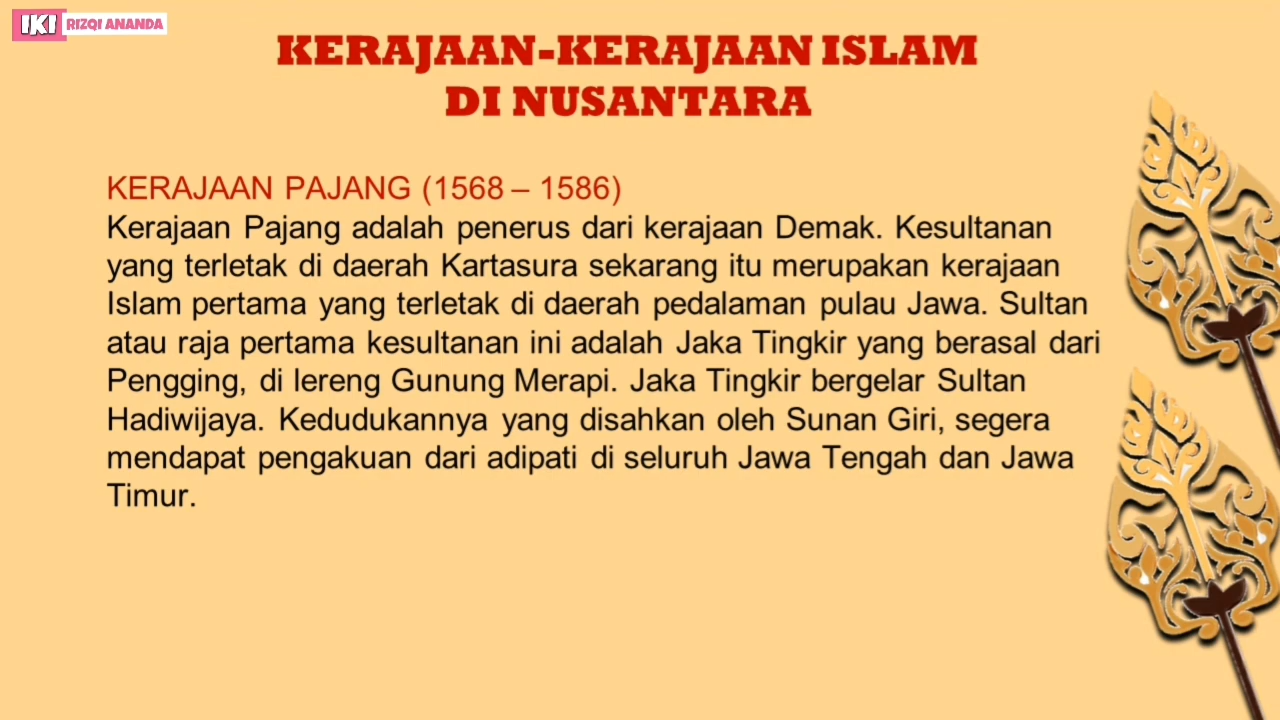 IKI RIZQI ANANDA
KERAJAAN-KERAJAAN ISLAM
DI NUSANTARA
KERAJAAN PAJANG (1568 – 1586)
Kerajaan Pajang adalah penerus dari kerajaan Demak. Kesultanan
yang terletak di daerah Kartasura sekarang itu merupakan kerajaan
Islam pertama yang terletak di daerah pedalaman pulau Jawa. Sultan
atau raja pertama kesultanan ini adalah Jaka Tingkir yang berasal dari
Pengging, di lereng Gunung Merapi. Jaka Tingkir bergelar Sultan
Hadiwijaya. Kedudukannya yang disahkan oleh Sunan Giri, segera
mendapat pengakuan dari adipati di seluruh Jawa Tengah dan Jawa
Timur.